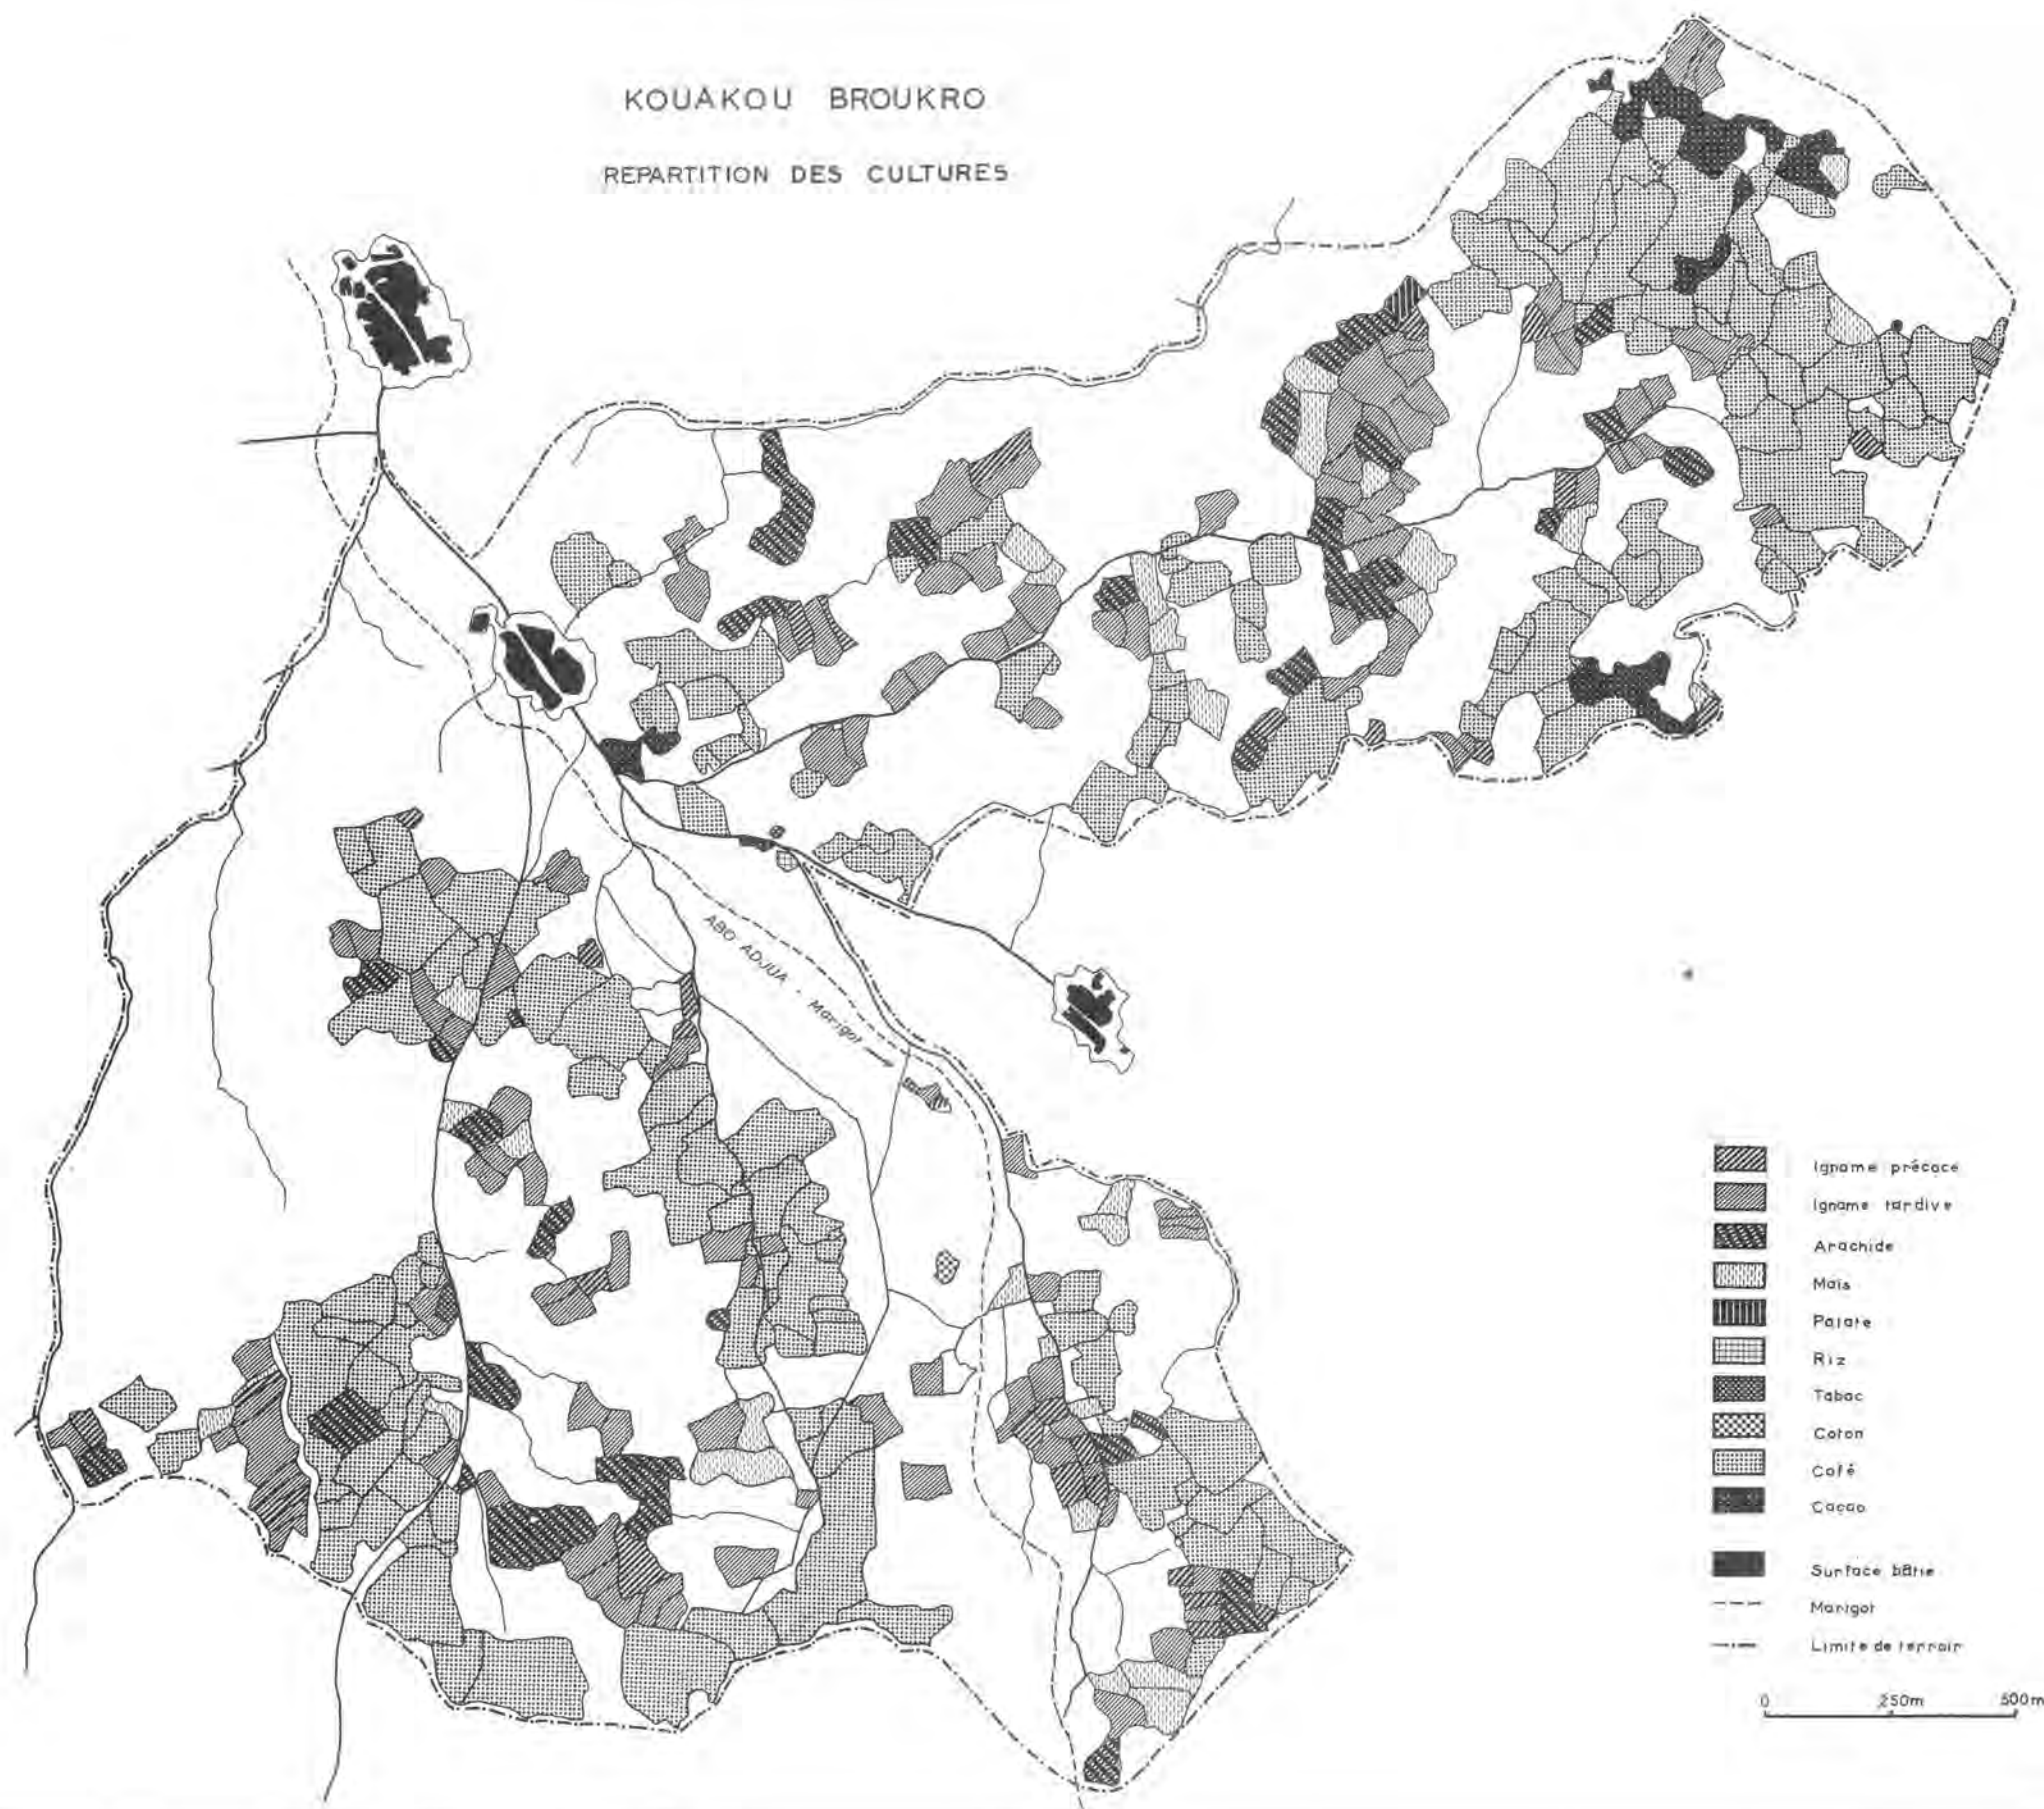 KOUAKOU BROUKRO
REPARTITION DES CULTURES
ABO ADJUA - Marigot
Igname précoce
Igname tardive
Arachide
Maïs
Patate
Riz
Tabac
Coton
Café
Cacao
Surface bâtie
Marigot
Limite de terroir
0 250m 500m